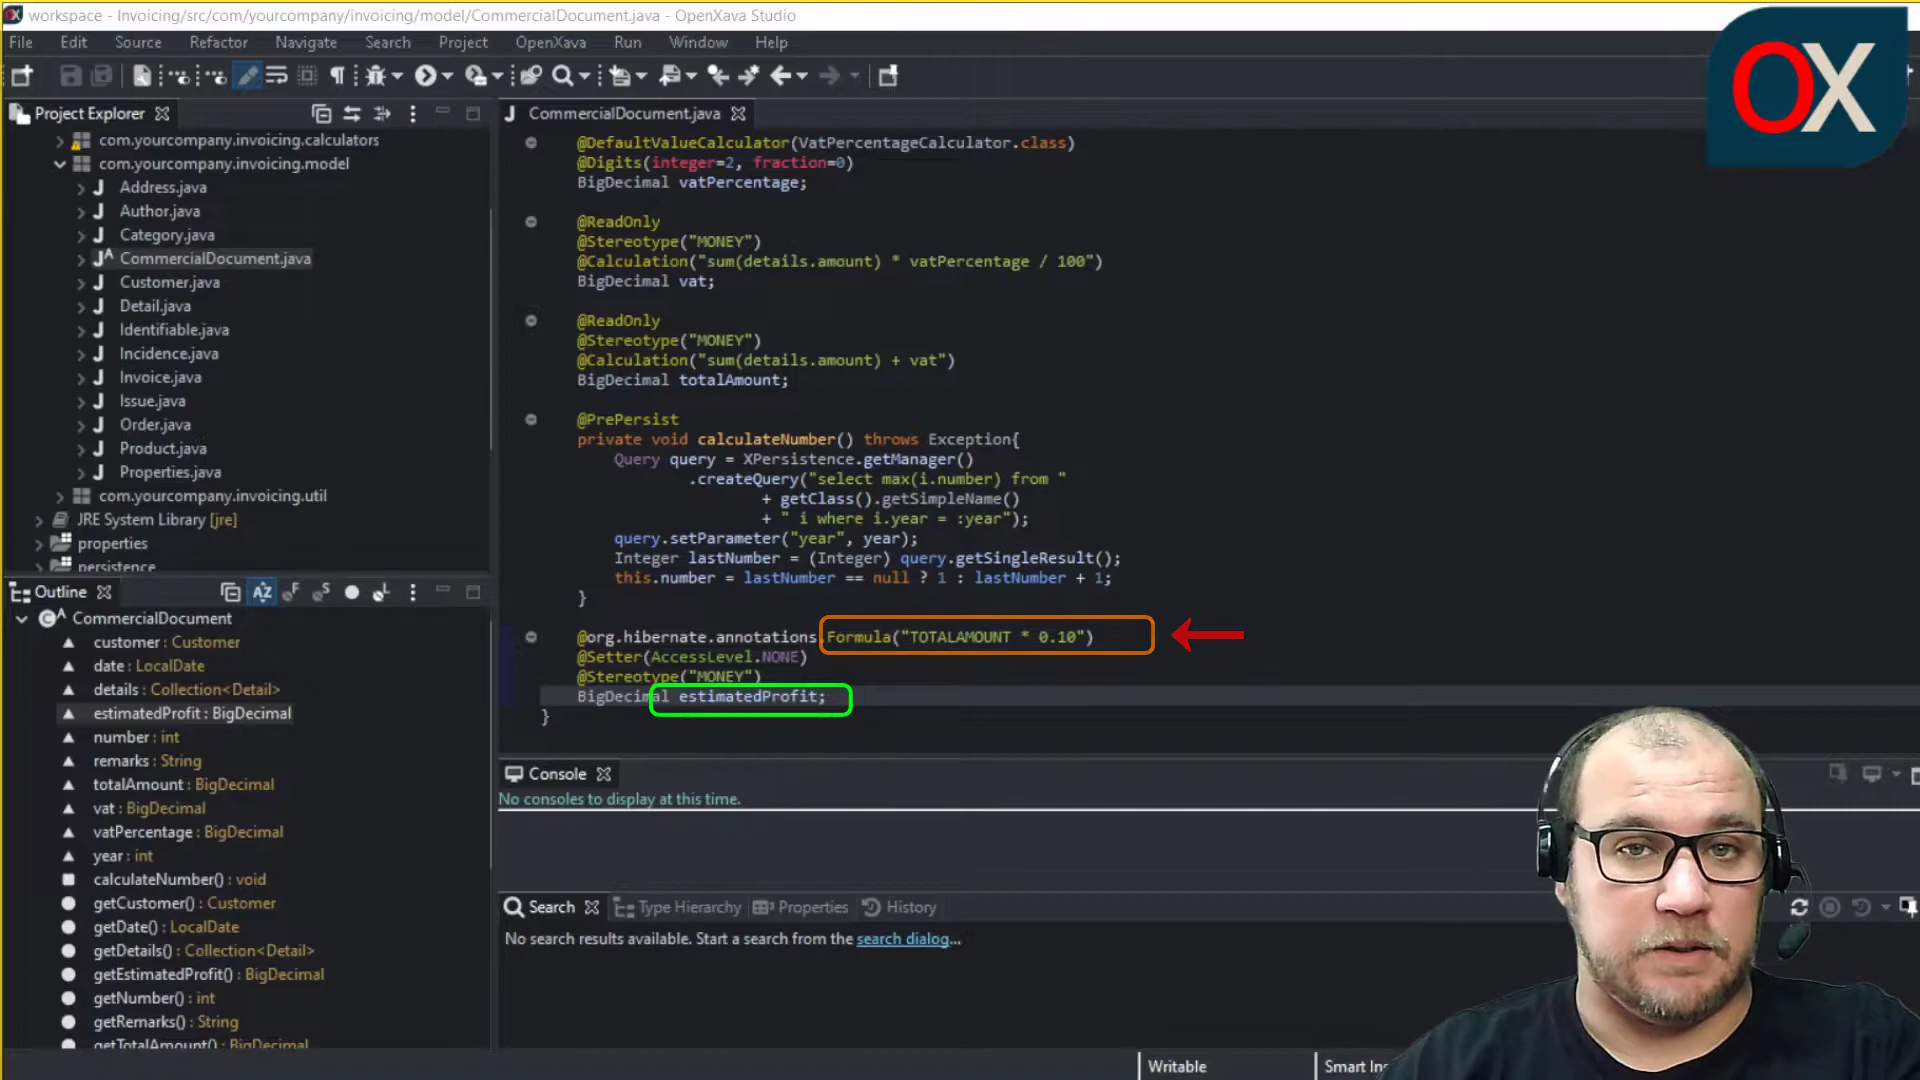 workspace - Invoicing/src/com/yourcompany/invoicing/model/CommercialDocument.java - OpenXava Studio
File Edit Source Refactor Navigate Search Project OpenXava Run Window Help
OX
Project Explorer
com.yourcompany.invoicing.calculators
com.yourcompany.invoicing.model
Address.java
Author.java
Category.java
CommercialDocument.java
Customer.java
Detail.java
Identifiable.java
Incidence.java
Invoice.java
Issue.java
Order.java
Product.java
Properties.java
com.yourcompany.invoicing.util
JRE System Library [jre]
properties
persistence
Outline
CommercialDocument
customer : Customer
date : LocalDate
details : Collection<Detail>
estimatedProfit : BigDecimal
number : int
remarks : String
totalAmount : BigDecimal
vat : BigDecimal
vatPercentage : BigDecimal
year : int
calculateNumber() : void
getCustomer() : Customer
getDate() : LocalDate
getDetails() : Collection<Detail>
getEstimatedProfit() : BigDecimal
getNumber() : int
getRemarks() : String
getTotalAmount() : BigDecimal
CommercialDocument.java
@DefaultValueCalculator(VatPercentageCalculator.class)
@Digits(integer=2, fraction=0)
BigDecimal vatPercentage;
@ReadOnly
@Stereotype("MONEY")
@Calculation("sum(details.amount) * vatPercentage / 100")
BigDecimal vat;
@ReadOnly
@Stereotype("MONEY")
@Calculation("sum(details.amount) + vat")
BigDecimal totalAmount;
@PrePersist
private void calculateNumber() throws Exception{
Query query = XPersistence.getManager()
.createQuery("select max(i.number) from "
+ getClass().getSimpleName()
+ " i where i.year = :year");
query.setParameter("year", year);
Integer lastNumber = (Integer) query.getSingleResult();
this.number = lastNumber == null ? 1 : lastNumber + 1;
}
@org.hibernate.annotations.Formula("TOTALAMOUNT * 0.10")
@Setter(AccessLevel.NONE)
@Stereotype("MONEY")
BigDecimal estimatedProfit;
}
Console
No consoles to display at this time.
Search Type Hierarchy Properties History
No search results available. Start a search from the search dialog...
Writable
Smart Ins